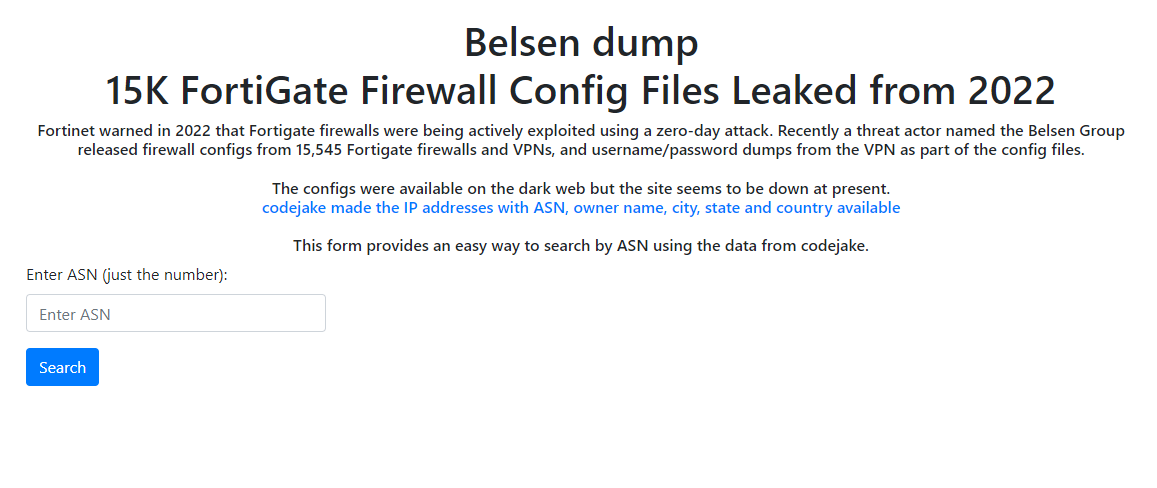 Belsen dump
15K FortiGate Firewall Config Files Leaked from 2022
Fortinet warned in 2022 that Fortigate firewalls were being actively exploited using a zero-day attack. Recently a threat actor named the Belsen Group
released firewall configs from 15,545 Fortigate firewalls and VPNs, and username/password dumps from the VPN as part of the config files.
The configs were available on the dark web but the site seems to be down at present.
codejake made the IP addresses with ASN, owner name, city, state and country available
This form provides an easy way to search by ASN using the data from codejake.
Enter ASN (just the number):
Enter ASN
Search